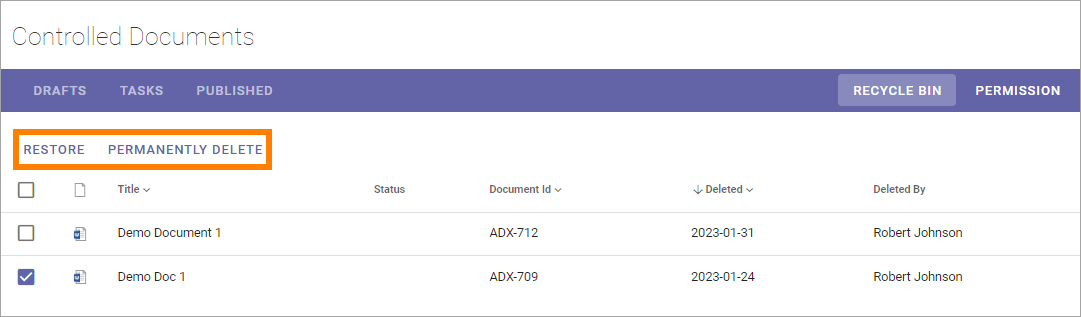 Controlled Documents
DRAFTS TASKS PUBLISHED RECYCLE BIN PERMISSION
RESTORE PERMANENTLY DELETE
Title Status Document Id Deleted Deleted By
Demo Document 1 ADX-712 2023-01-31 Robert Johnson
Demo Doc 1 ADX-709 2023-01-24 Robert Johnson